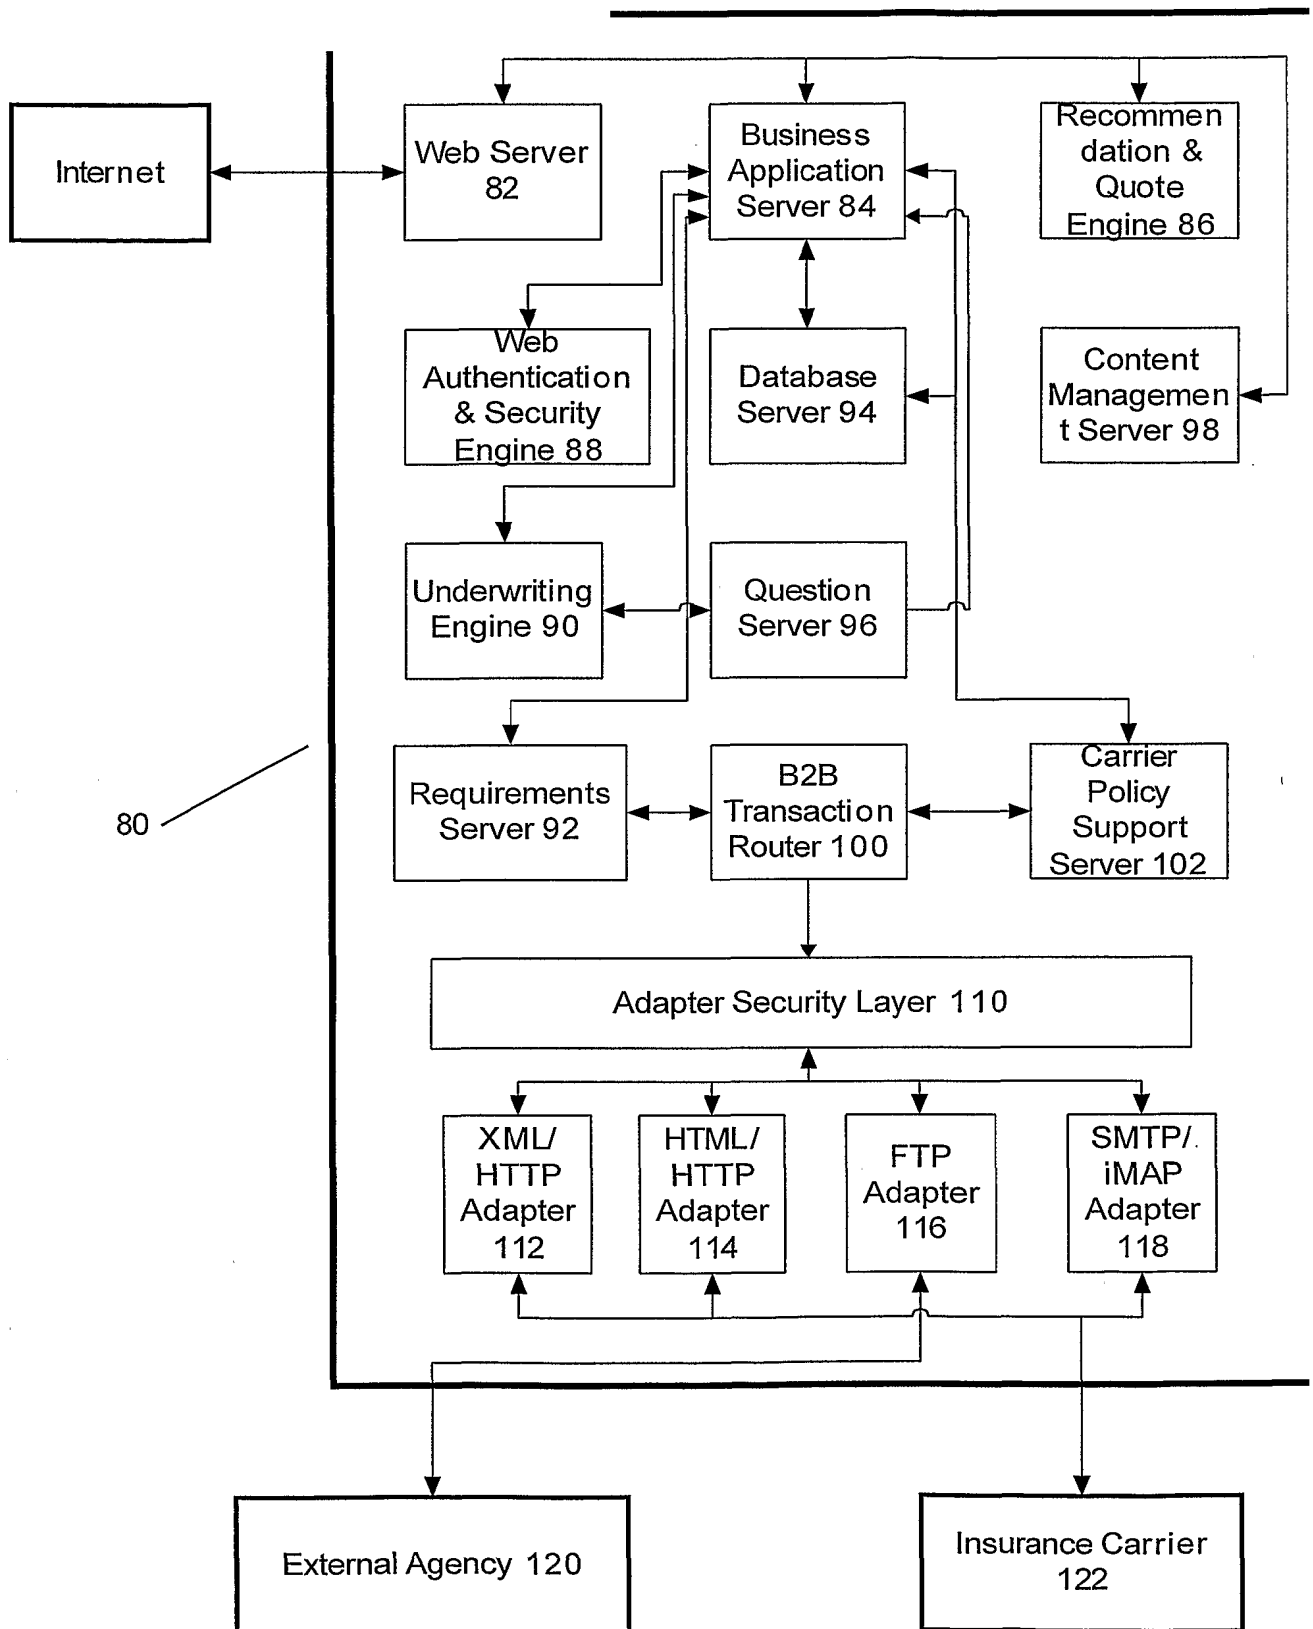 Internet
Web Server
82
Business
Application
Server 84
Recommen
dation &
Quote
Engine 86
Web
Authentication
& Security
Engine 88
Database
Server 94
Content
Managemen
t Server 98
Underwriting
Engine 90
Question
Server 96
80
Requirements
Server 92
B2B
Transaction
Router 100
Carrier
Policy
Support
Server 102
Adapter Security Layer 110
XML/
HTTP
Adapter
112
HTML/
HTTP
Adapter
114
FTP
Adapter
116
SMTP/
iMAP
Adapter
118
External Agency 120
Insurance Carrier
122